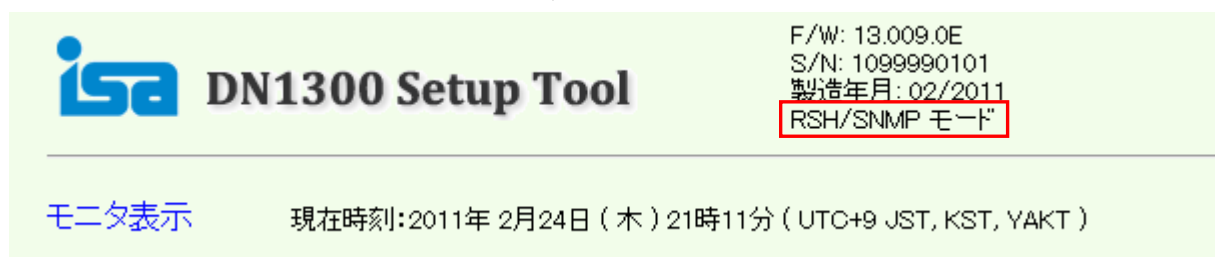 isa
DN1300 Setup Tool
F/W: 13.009.0E
S/N: 1099990101
製造年月: 02/2011
RSH/SNMP モード
モニタ表示
現在時刻:2011年 2月24日 ( 木 ) 21時11分 ( UTC+9 JST, KST, YAKT )